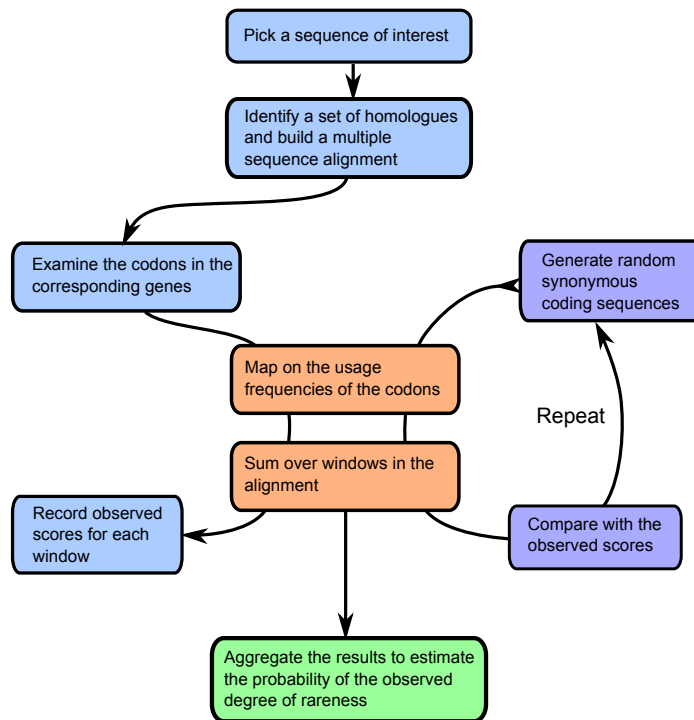 Pick a sequence of interest
Identify a set of homologues
and build a multiple
sequence alignment
Examine the codons in the
corresponding genes
Generate random
synonymous
coding sequences
Map on the usage
frequencies of the codons
Repeat
Sum over windows in the
alignment
Record observed
scores for each
window
Compare with the
observed scores
Aggregate the results to estimate
the probability of the observed
degree of rareness